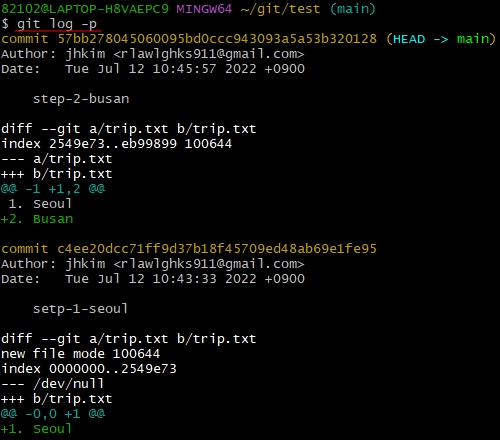 82102@LAPTOP-H8VAEPC9 MINGW64 ~/git/test (main)
$ git log -p
commit 57bb278045060095bd0ccc943093a5a53b320128 (HEAD -> main)
Author: jhkim <rlawlghks911@gmail.com>
Date:   Tue Jul 12 10:45:57 2022 +0900

    step-2-busan

diff --git a/trip.txt b/trip.txt
index 2549e73..eb99899 100644
--- a/trip.txt
+++ b/trip.txt
@@ -1 +1,2 @@
 1. Seoul
+2. Busan

commit c4ee20dcc71ff9d37b18f45709ed48ab69e1fe95
Author: jhkim <rlawlghks911@gmail.com>
Date:   Tue Jul 12 10:43:33 2022 +0900

    setp-1-seoul

diff --git a/trip.txt b/trip.txt
new file mode 100644
index 0000000..2549e73
--- /dev/null
+++ b/trip.txt
@@ -0,0 +1 @@
+1. Seoul